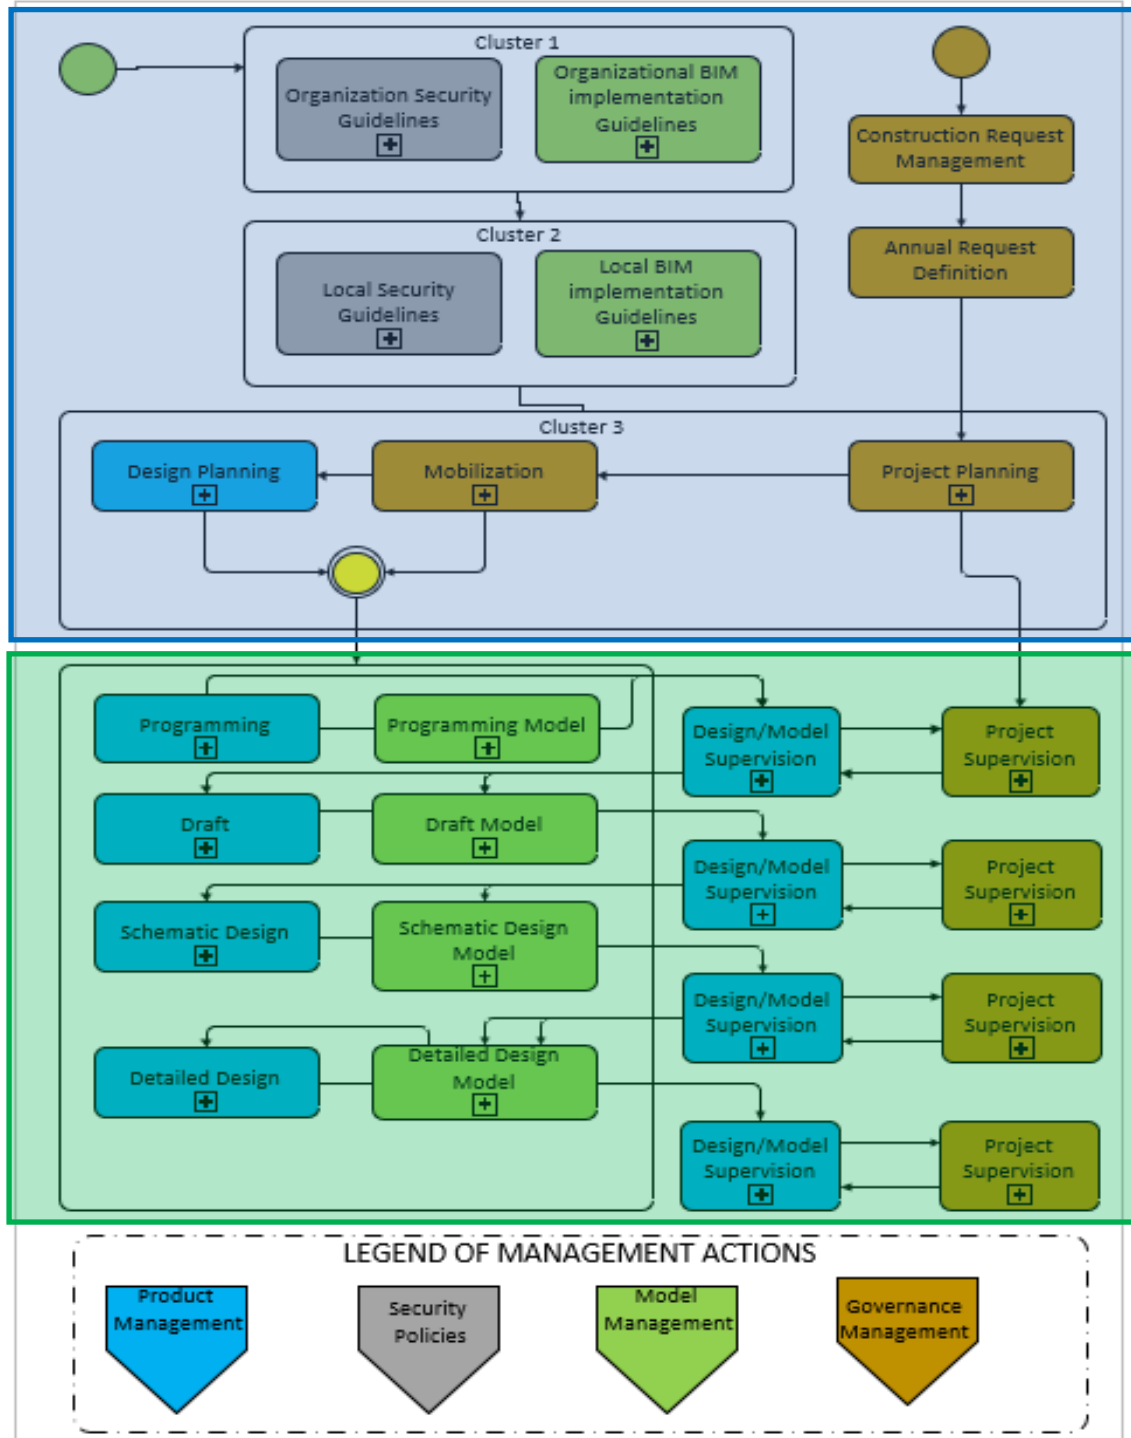 Cluster 1
Organization Security
Guidelines
Organizational BIM
implementation
Guidelines
Construction Request
Management
Cluster 2
Local Security
Guidelines
Local BIM
implementation
Guidelines
Annual Request
Definition
Cluster 3
Design Planning
Mobilization
Project Planning
Programming
Programming Model
Design/Model
Supervision
Project
Supervision
Draft
Draft Model
Design/Model
Supervision
Project
Supervision
Schematic Design
Schematic Design
Model
Design/Model
Supervision
Project
Supervision
Detailed Design
Detailed Design
Model
Design/Model
Supervision
Project
Supervision
LEGEND OF MANAGEMENT ACTIONS
Product
Management
Security
Policies
Model
Management
Governance
Management